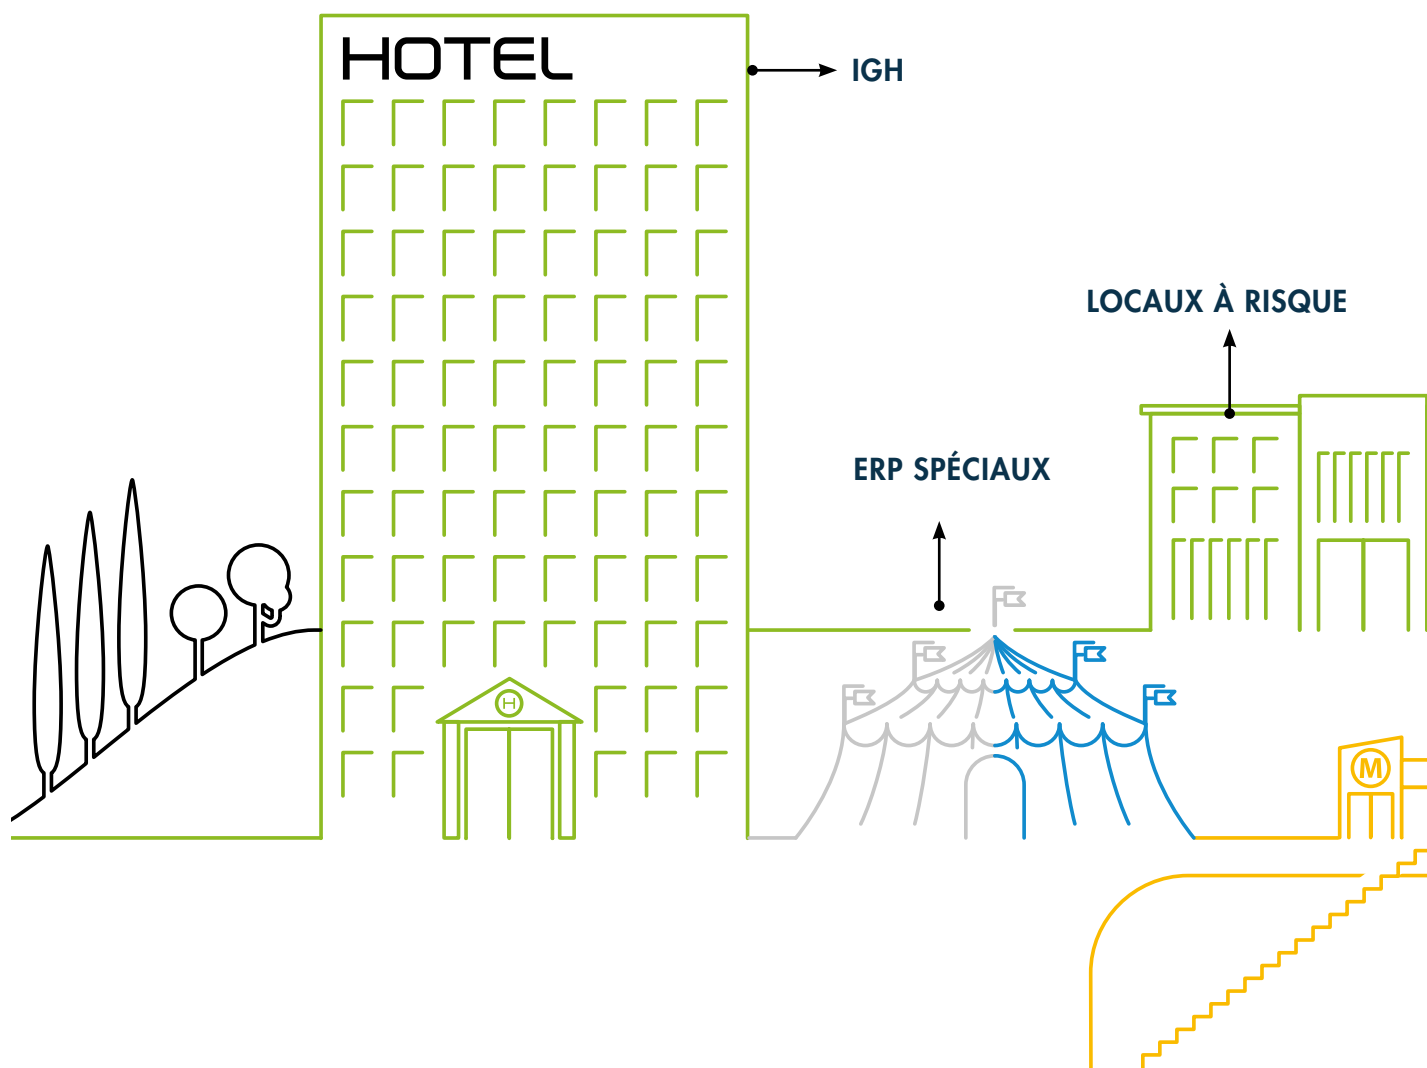 HOTEL
IGH
LOCAUX À RISQUE
ERP SPÉCIAUX
H
M